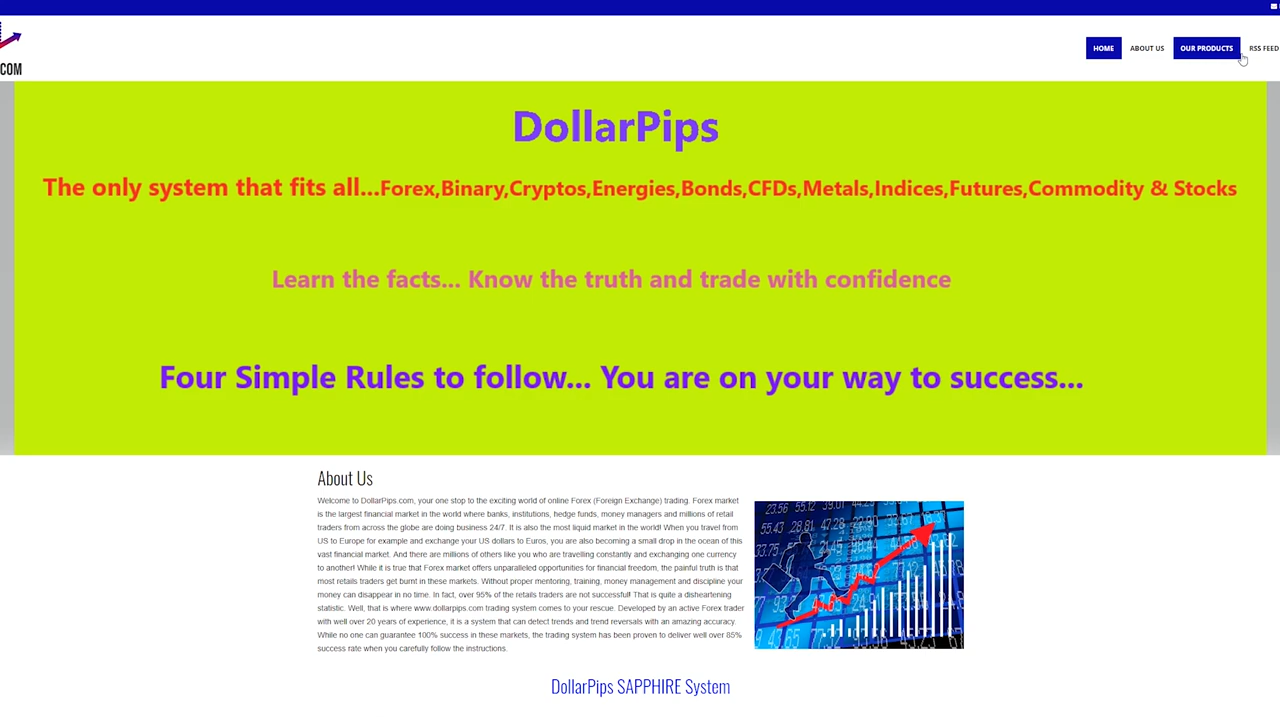 COM
HOME ABOUT US OUR PRODUCTS RSS FEED
DollarPips
The only system that fits all...Forex,Binary,Cryptos,Energies,Bonds,CFDs,Metals,Indices,Futures,Commodity & Stocks
Learn the facts... Know the truth and trade with confidence
Four Simple Rules to follow... You are on your way to success...
About Us
Welcome to DollarPips.com, your one stop to the exciting world of online Forex (Foreign Exchange) trading. Forex market
is the largest financial market in the world where banks, institutions, hedge funds, money managers and millions of retail
traders from across the globe are doing business 24/7. It is also the most liquid market in the world! When you travel from
US to Europe for example and exchange your US dollars to Euros, you are also becoming a small drop in the ocean of this
vast financial market. And there are millions of others like you who are travelling constantly and exchanging one currency
to another! While it is true that Forex market offers unparalleled opportunities for financial freedom, the painful truth is that
most retails traders get burnt in these markets. Without proper mentoring, training, money management and discipline your
money can disappear in no time. In fact, over 95% of the retails traders are not successful! That is quite a disheartening
statistic. Well, that is where www.dollarpips.com trading system comes to your rescue. Developed by an active Forex trader
with well over 20 years of experience, it is a system that can detect trends and trend reversals with an amazing accuracy.
While no one can guarantee 100% success in these markets, the trading system has been proven to deliver well over 85%
success rate when you carefully follow the instructions.
DollarPips SAPPHIRE System